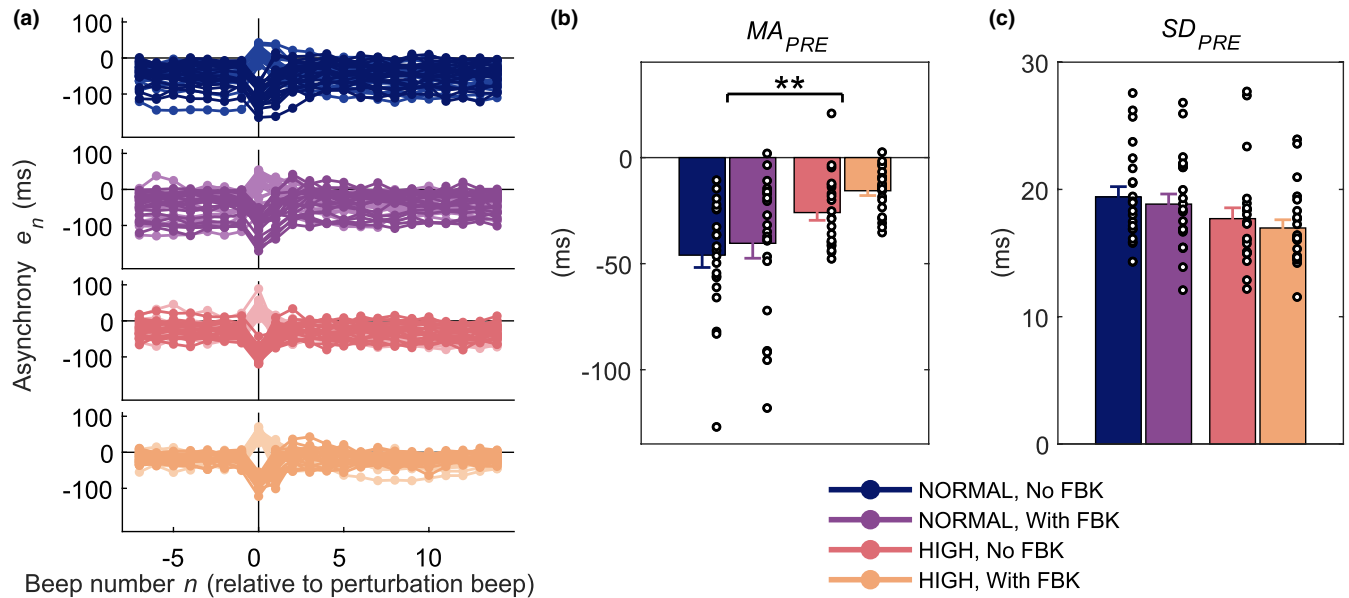 (a)
100
0
-100
100
0
-100
100
0
-100
100
0
-100
-5
0
5
10
Asynchrony e_n (ms)
Beep number n (relative to perturbation beep)
(b)
MA_PRE
**
0
-50
-100
(ms)
(c)
SD_PRE
30
20
10
0
(ms)
NORMAL, No FBK
NORMAL, With FBK
HIGH, No FBK
HIGH, With FBK